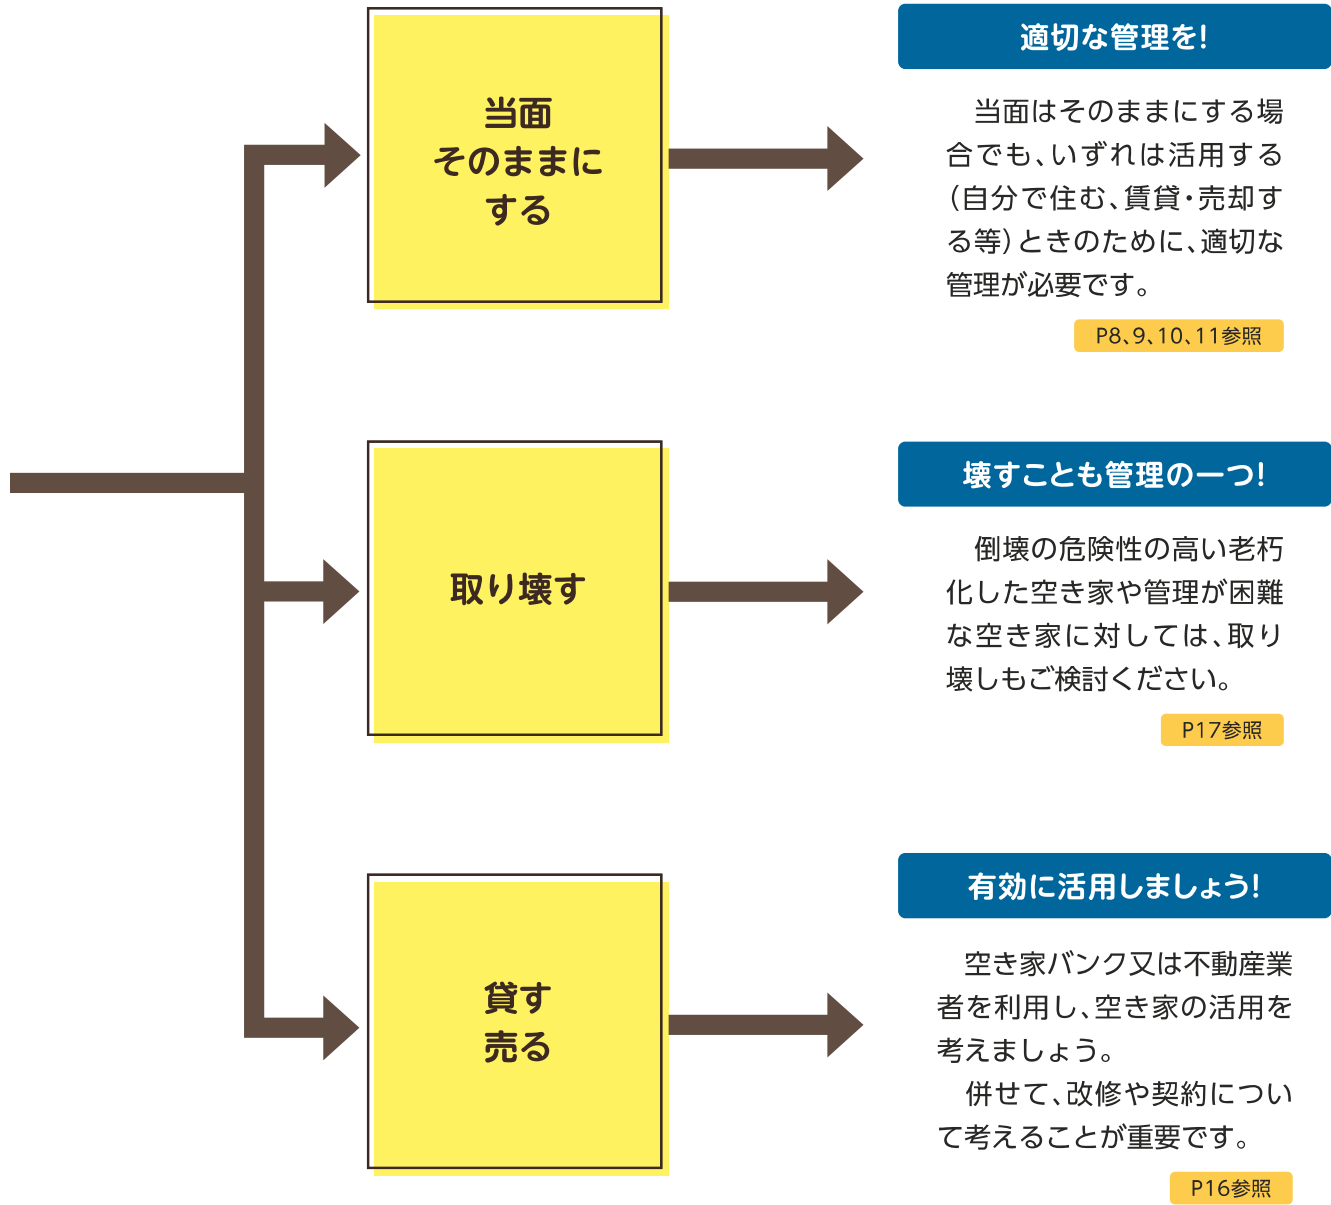 当面
そのままに
する
適切な管理を!
当面はそのままにする場
合でも、いずれは活用する
（自分で住む、賃貸・売却す
る等）ときのために、適切な
管理が必要です。
P8、9、10、11参照
取り壊す
壊すことも管理の一つ!
倒壊の危険性の高い老朽
化した空き家や管理が困難
な空き家に対しては、取り
壊しもご検討ください。
P17参照
貸す
売る
有効に活用しましょう!
空き家バンク又は不動産業
者を利用し、空き家の活用を
考えましょう。
併せて、改修や契約につい
て考えることが重要です。
P16参照